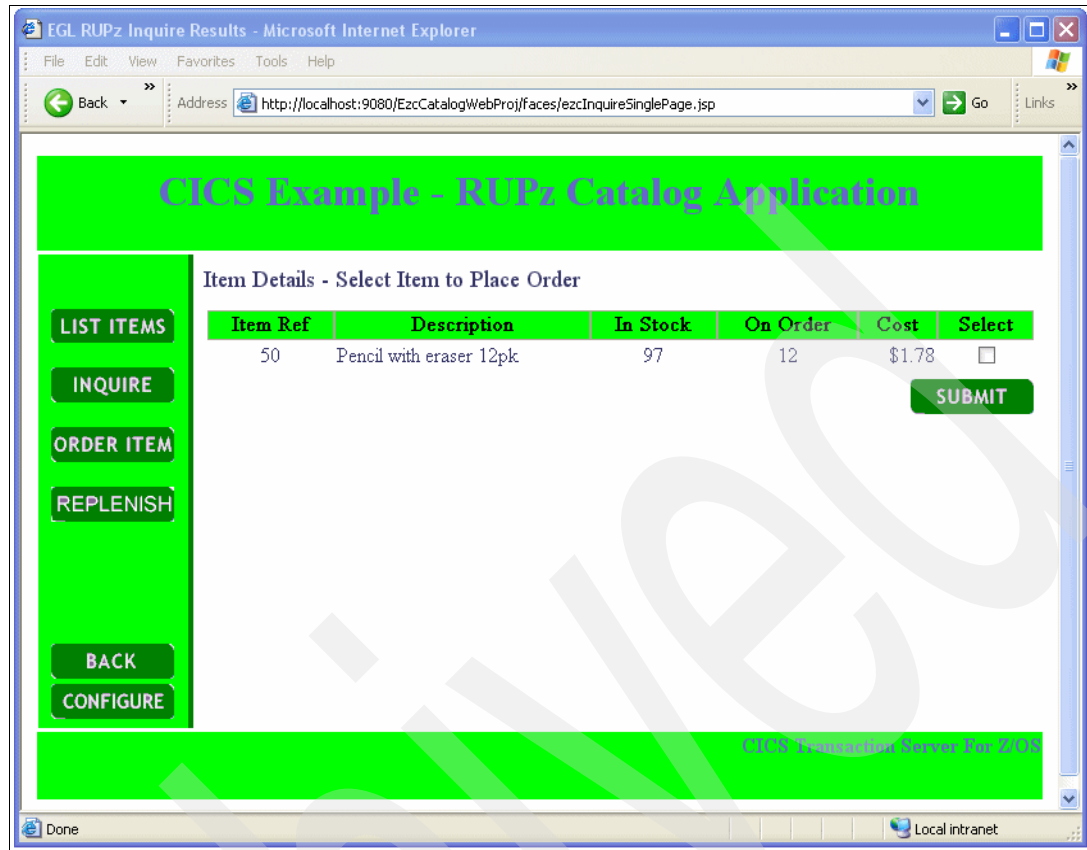 EGL RUPz Inquire Results - Microsoft Internet Explorer
File Edit View Favorites Tools Help
Back » Address http://localhost:9080/EzcCatalogWebProj/faces/ezcInquireSinglePage.jsp Go Links »
CICS Example - RUPz Catalog Application
Item Details - Select Item to Place Order
LIST ITEMS
INQUIRE
ORDER ITEM
REPLENISH
BACK
CONFIGURE
Item Ref Description In Stock On Order Cost Select
50 Pencil with eraser 12pk 97 12 $1.78
SUBMIT
CICS Transaction Server For Z/OS
Done Local intranet